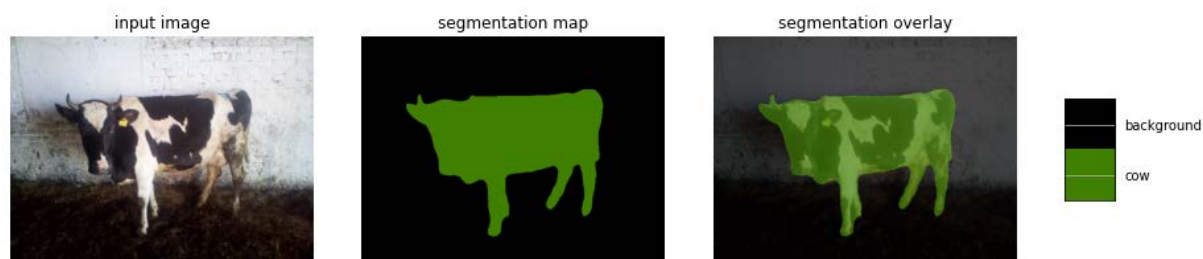 input image
segmentation map
segmentation overlay
background
cow